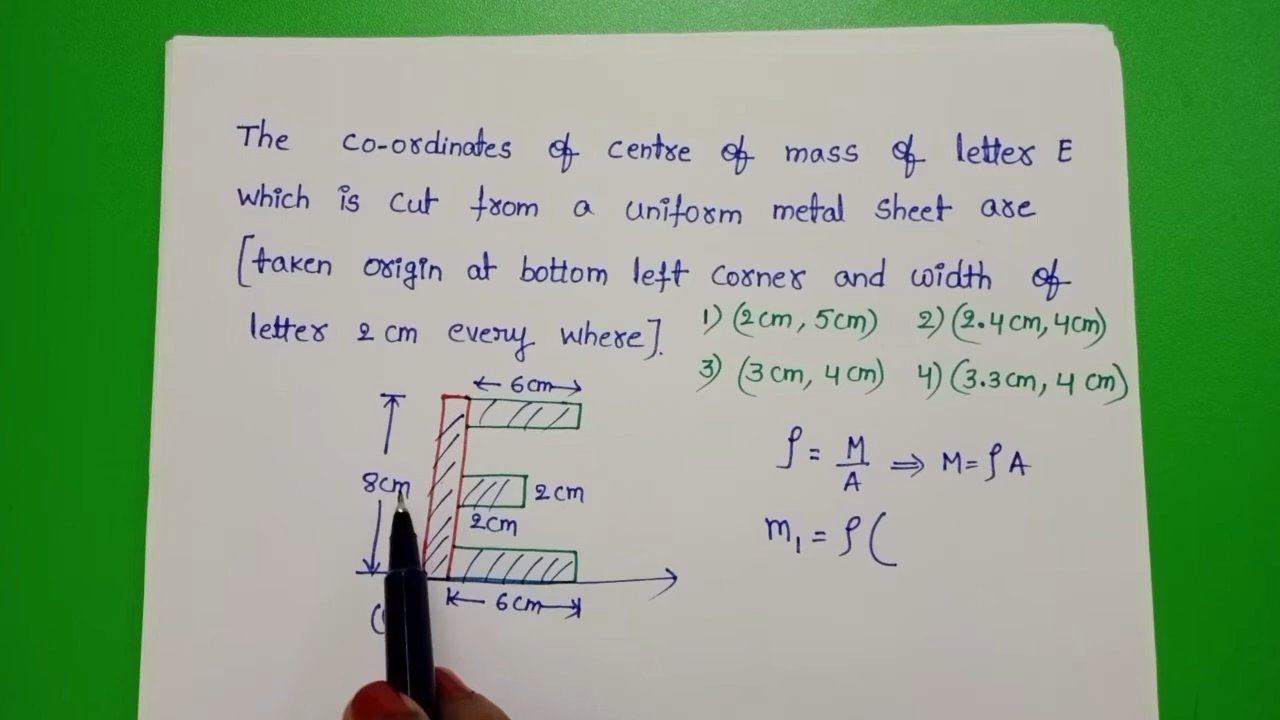 The co-ordinates of centre of mass of letter E
which is cut from a uniform metal sheet are
[taken origin at bottom left corner and width of
letter 2 cm every where].
1) (2cm, 5cm) 2) (2.4cm, 4cm)
3) (3cm, 4cm) 4) (3.3cm, 4 cm)
← 6cm →
8cm
2cm
2cm
← 6cm →
(
ρ = M/A ⇒ M = ρA
m₁ = ρ(